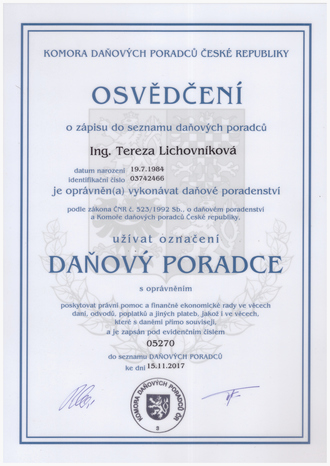 KOMORA DAŇOVÝCH PORADCŮ ČESKÉ REPUBLIKY
OSVĚDČENÍ
o zápisu do seznamu daňových poradců
Ing. Tereza Lichovníková
datum narození 19.7.1984
identifikační číslo 03742466
je oprávněn(a) vykonávat daňové poradenství
podle zákona ČNR č. 523/1992 Sb., o daňovém poradenství
a Komoře daňových poradců České republiky.
užívat označení
DAŇOVÝ PORADCE
s oprávněním
poskytovat právní pomoc a finančně ekonomické rady ve věcech
daní, odvodů, poplatků a jiných plateb, jakož i ve věcech,
které s daněmi přímo souvisejí,
a je zapsán pod evidenčním číslem
05270
do seznamu DAŇOVÝCH PORADCŮ
ke dni 15.11.2017
KOMORA DAŇOVÝCH PORADCŮ ČR